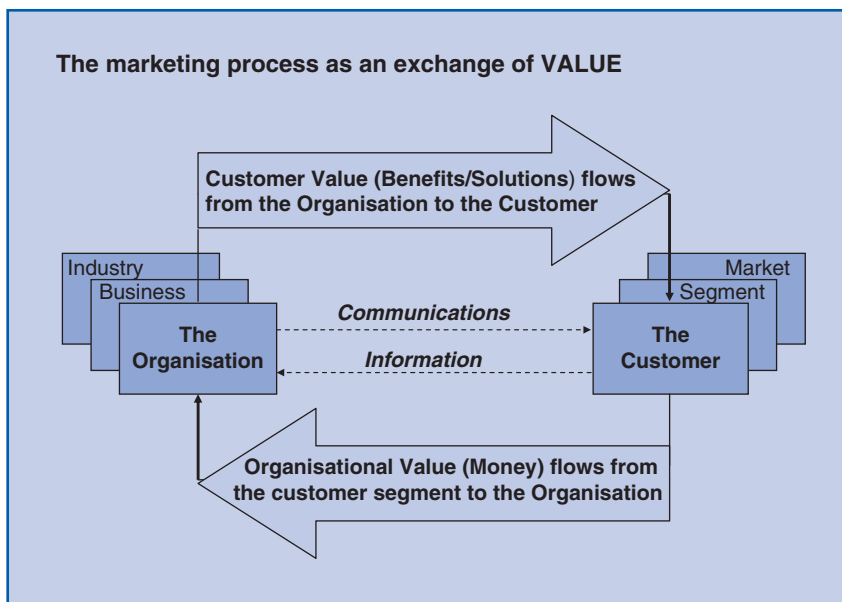 The marketing process as an exchange of VALUE
Customer Value (Benefits/Solutions) flows
from the Organisation to the Customer
Industry
Business
The
Organisation
Communications
Information
Market
Segment
The
Customer
Organisational Value (Money) flows from
the customer segment to the Organisation